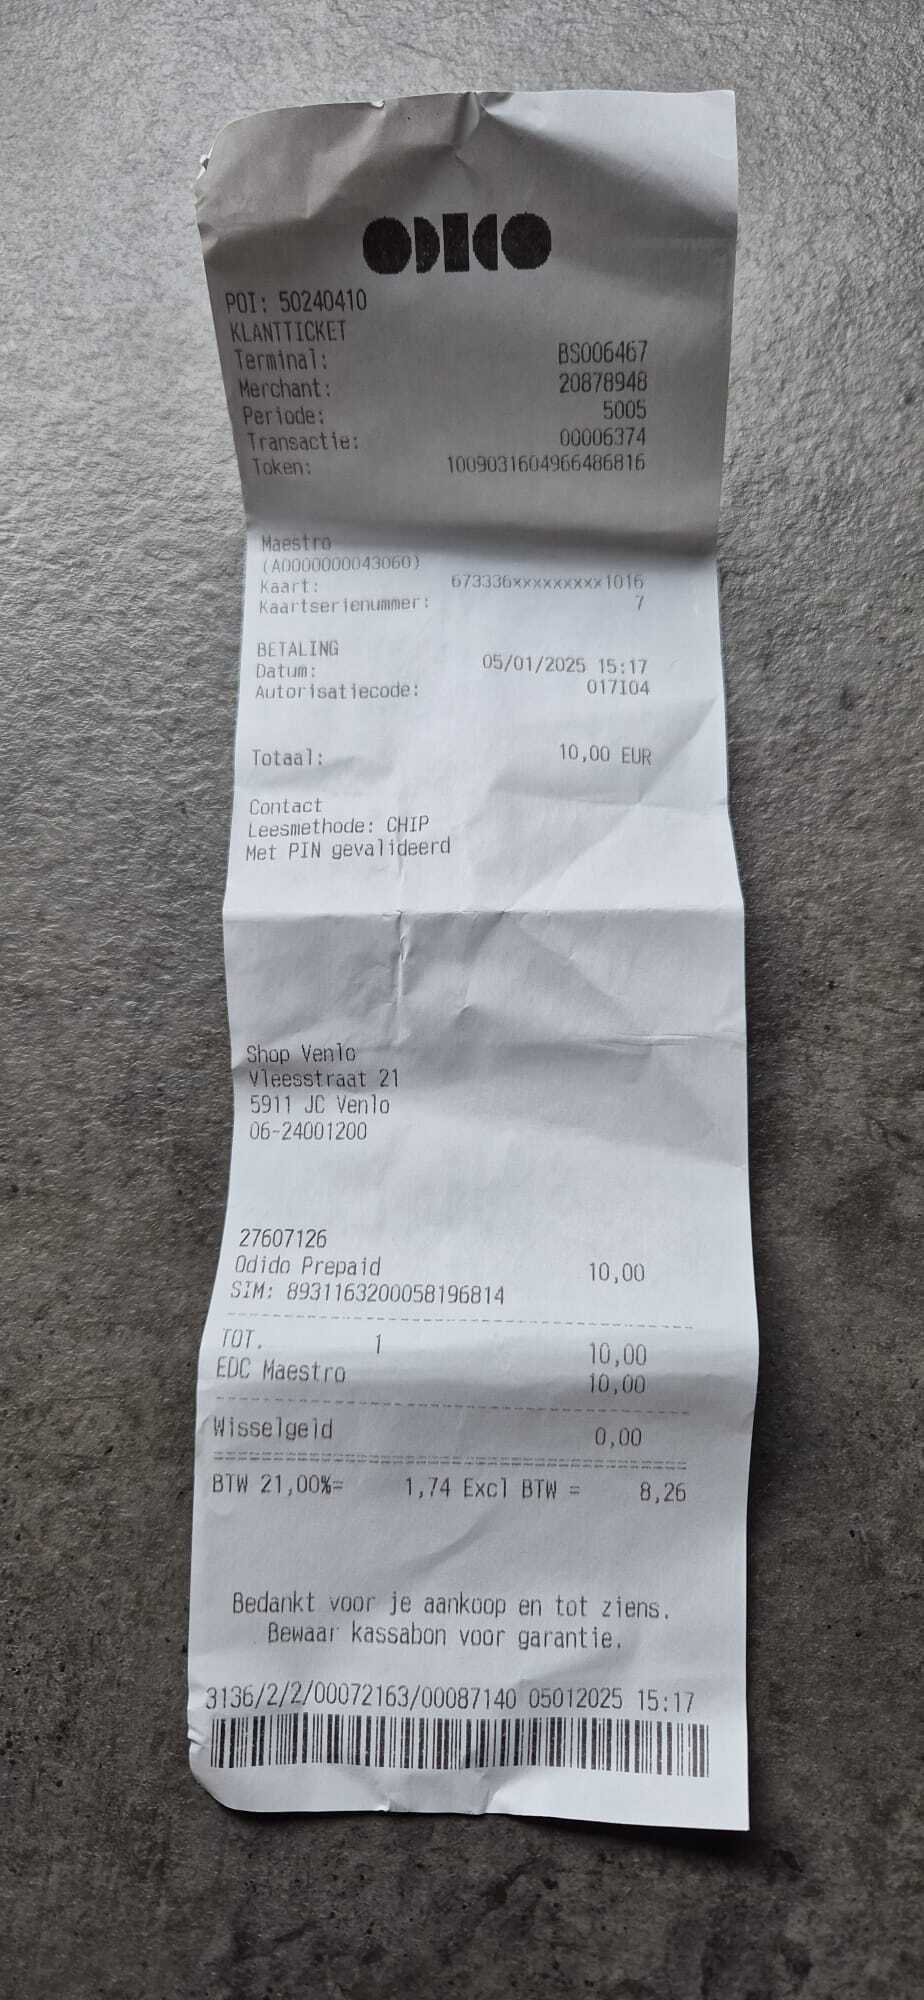 ODIDO
POI: 50240410
KLANTTICKET
Terminal: BS006467
Merchant: 20878948
Periode: 5005
Transactie: 00006374
Token: 1009031604966486816
Maestro
(A0000000043060)
Kaart: 673336xxxxxxxxx1016
Kaartserienummer: 7
BETALING
Datum: 05/01/2025 15:17
Autorisatiecode: 017I04
Totaal: 10,00 EUR
Contact
Leesmethode: CHIP
Met PIN gevalideerd
Shop Venlo
Vleesstraat 21
5911 JC Venlo
06-24001200
27607126
Odido Prepaid 10,00
SIM: 8931163200058196814
TOT. 1 10,00
EDC Maestro 10,00
Wisselgeld 0,00
BTW 21,00%= 1,74 Excl BTW = 8,26
Bedankt voor je aankoop en tot ziens.
Bewaar kassabon voor garantie.
3136/2/2/00072163/00087140 05012025 15:17